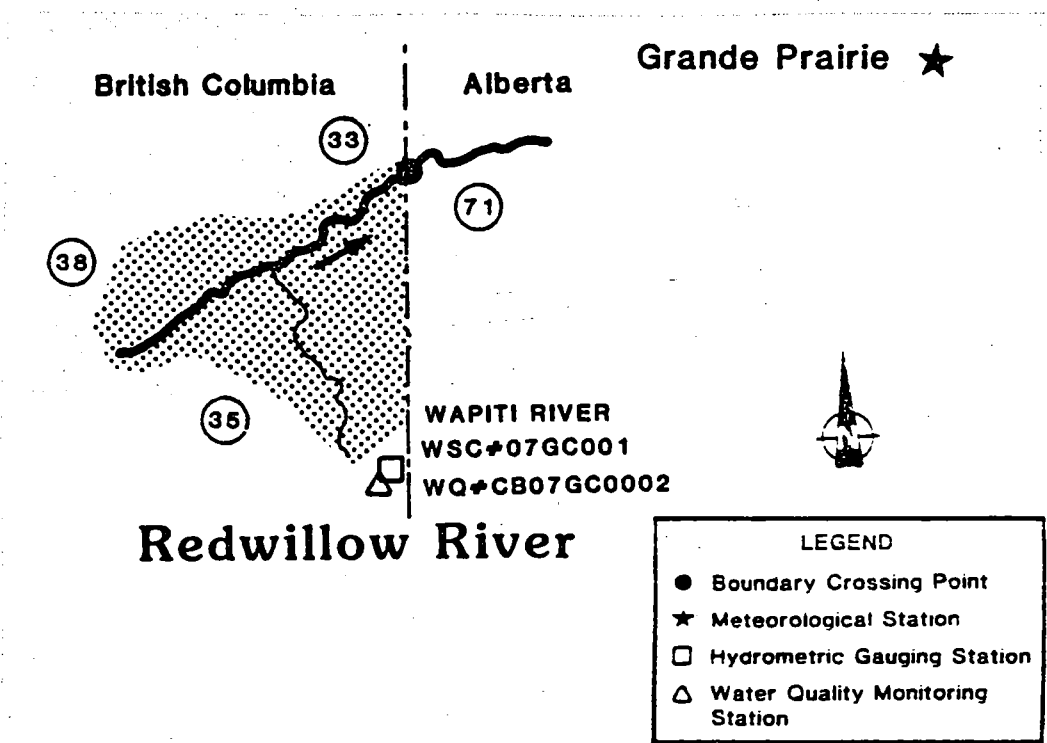 Grande Prairie
British Columbia
Alberta
33
71
38
35
WAPITI RIVER
WSC#07GC001
WQ#CB07GC0002
Redwillow River
LEGEND
Boundary Crossing Point
Meteorological Station
Hydrometric Gauging Station
Water Quality Monitoring
Station